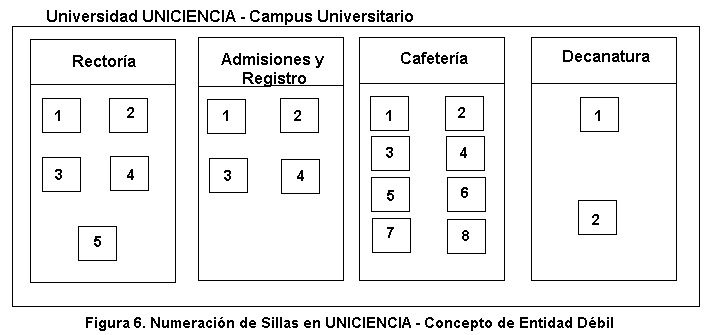 Universidad UNICIENCIA - Campus Universitario
Rectoría
1 2
3 4
5
Admisiones y
Registro
1 2
3 4
Cafetería
1 2
3 4
5 6
7 8
Decanatura
1
2
Figura 6. Numeración de Sillas en UNICIENCIA - Concepto de Entidad Débil